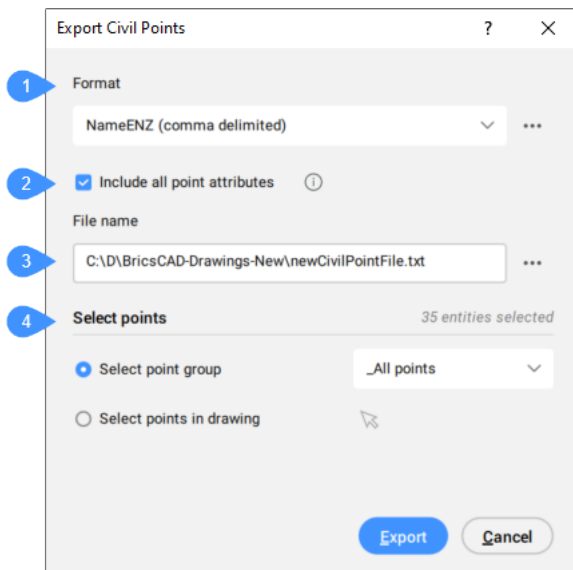 Export Civil Points ?
1 Format
NameENZ (comma delimited) ...
2 Include all point attributes
File name
3 C:\D\BricsCAD-Drawings-New\newCivilPointFile.txt ...
4 Select points 35 entities selected
Select point group _All points
Select points in drawing
Export Cancel